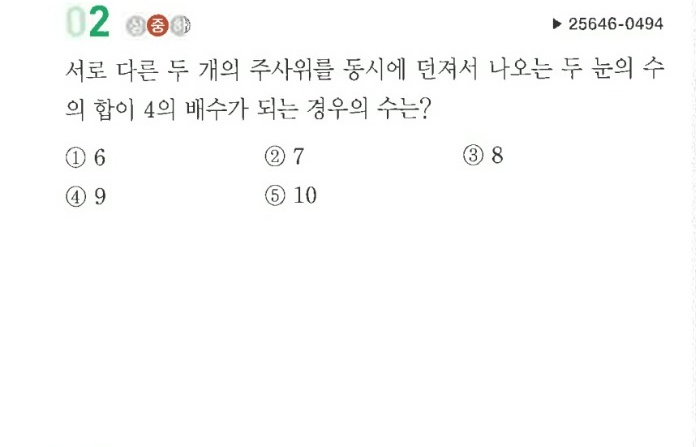 02 상중하
▶ 25646-0494
서로 다른 두 개의 주사위를 동시에 던져서 나오는 두 눈의 수
의 합이 4의 배수가 되는 경우의 수는?
① 6 ② 7 ③ 8
④ 9 ⑤ 10